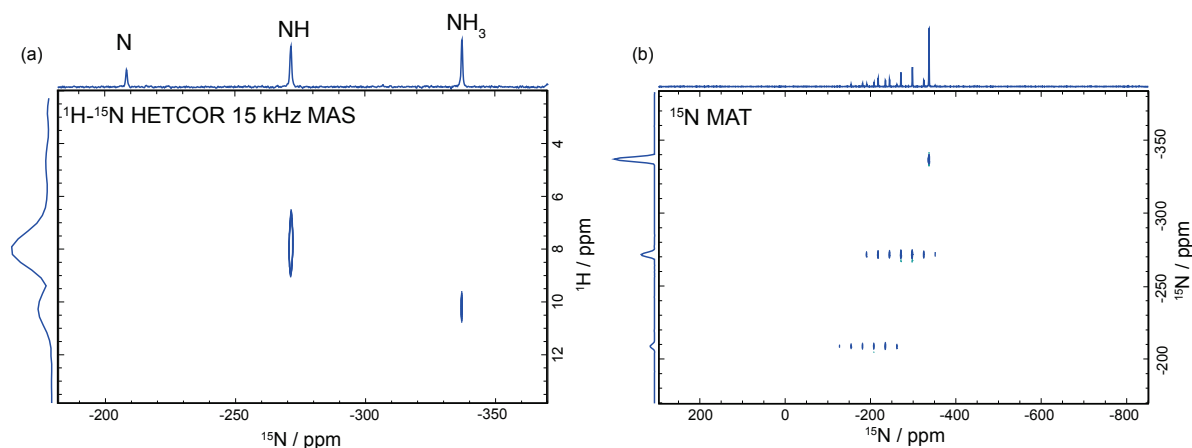 (a)
N
NH
NH₃
¹H-¹⁵N HETCOR 15 kHz MAS
4
6
8
10
12
¹H / ppm
-200
-250
-300
-350
¹⁵N / ppm
(b)
¹⁵N MAT
-350
-300
-250
-200
¹⁵N / ppm
200
0
-200
-400
-600
-800
¹⁵N / ppm